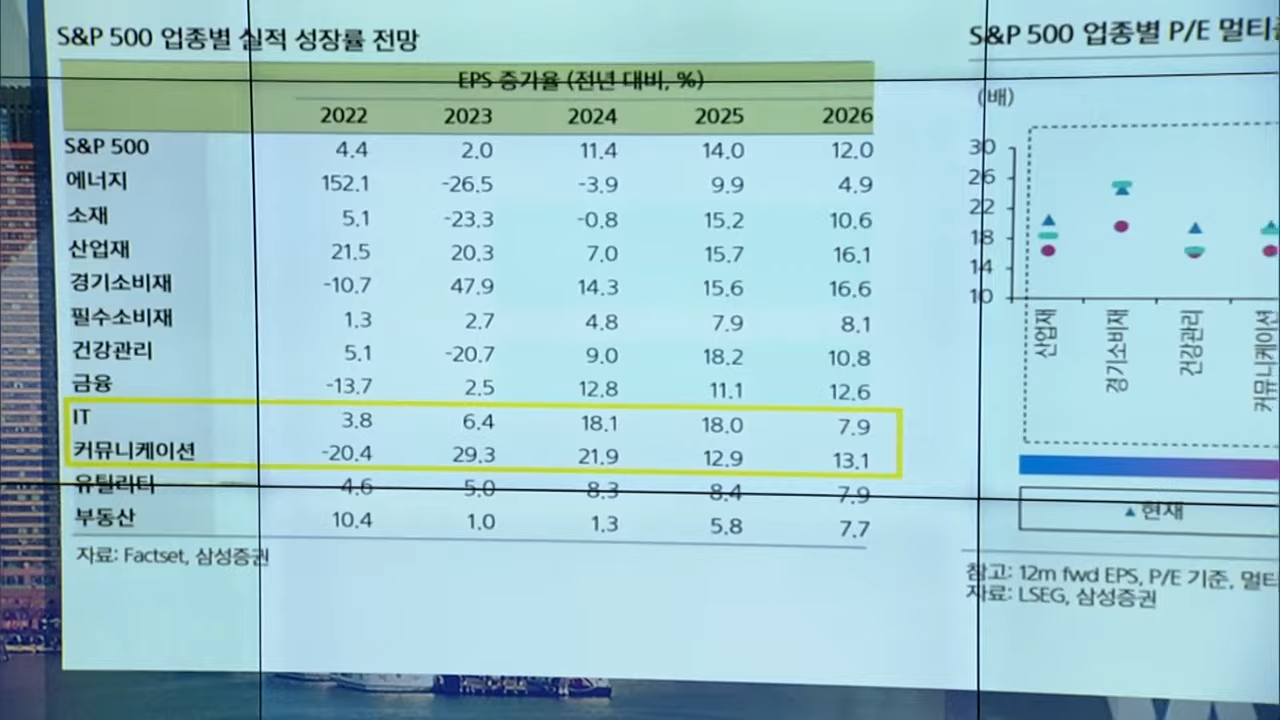 S&P 500 업종별 실적 성장률 전망
EPS 증가율 (전년 대비, %)
2022 2023 2024 2025 2026
S&P 500 4.4 2.0 11.4 14.0 12.0
에너지 152.1 -26.5 -3.9 9.9 4.9
소재 5.1 -23.3 -0.8 15.2 10.6
산업재 21.5 20.3 7.0 15.7 16.1
경기소비재 -10.7 47.9 14.3 15.6 16.6
필수소비재 1.3 2.7 4.8 7.9 8.1
건강관리 5.1 -20.7 9.0 18.2 10.8
금융 -13.7 2.5 12.8 11.1 12.6
IT 3.8 6.4 18.1 18.0 7.9
커뮤니케이션 -20.4 29.3 21.9 12.9 13.1
유틸리티 4.6 5.0 8.3 8.4 7.9
부동산 10.4 1.0 1.3 5.8 7.7
자료: Factset, 삼성증권
S&P 500 업종별 P/E
(배)
30
26
22
18
14
10
산업재
경기소비재
건강관리
커뮤니케이션
현재
참고: 12m fwd EPS, P/E 기준,
자료: LSEG, 삼성증권